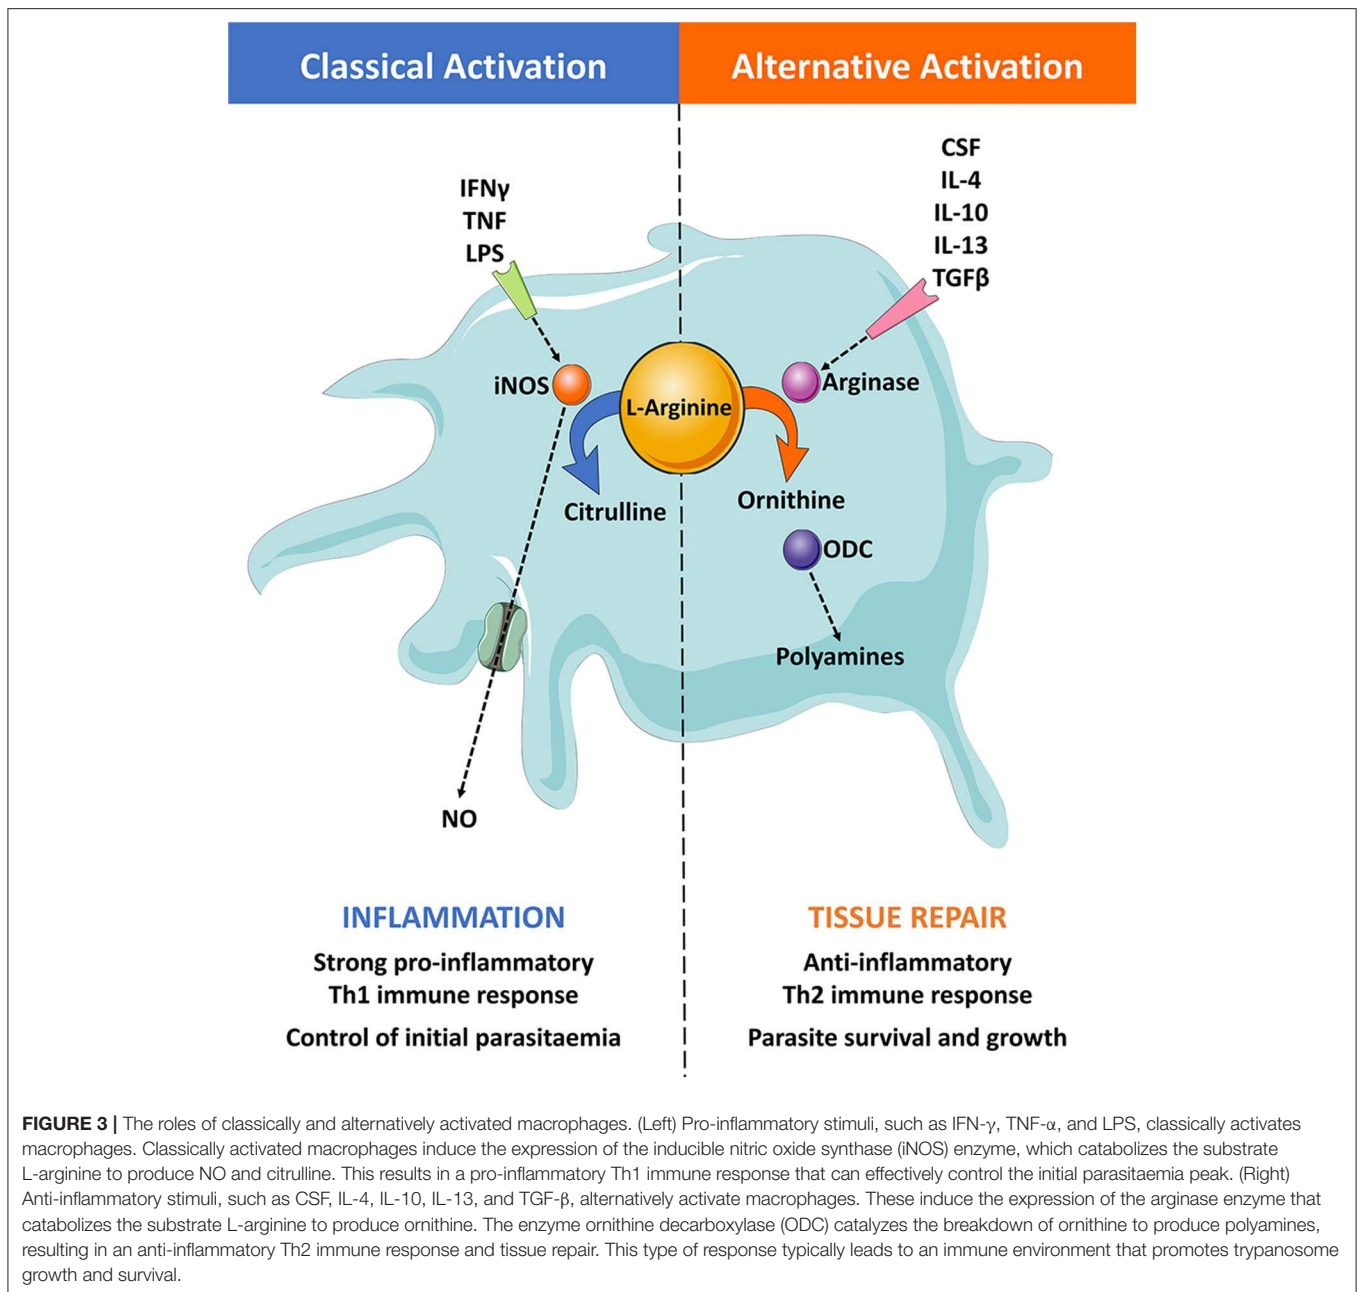 Classical Activation
Alternative Activation
IFNγ
TNF
LPS
CSF
IL-4
IL-10
IL-13
TGFβ
iNOS
L-Arginine
Arginase
Citrulline
Ornithine
ODC
Polyamines
NO
INFLAMMATION
Strong pro-inflammatory
Th1 immune response
Control of initial parasitaemia
TISSUE REPAIR
Anti-inflammatory
Th2 immune response
Parasite survival and growth
FIGURE 3 | The roles of classically and alternatively activated macrophages. (Left) Pro-inflammatory stimuli, such as IFN-γ, TNF-α, and LPS, classically activates
macrophages. Classically activated macrophages induce the expression of the inducible nitric oxide synthase (iNOS) enzyme, which catabolizes the substrate
L-arginine to produce NO and citrulline. This results in a pro-inflammatory Th1 immune response that can effectively control the initial parasitaemia peak. (Right)
Anti-inflammatory stimuli, such as CSF, IL-4, IL-10, IL-13, and TGF-β, alternatively activate macrophages. These induce the expression of the arginase enzyme that
catabolizes the substrate L-arginine to produce ornithine. The enzyme ornithine decarboxylase (ODC) catalyzes the breakdown of ornithine to produce polyamines,
resulting in an anti-inflammatory Th2 immune response and tissue repair. This type of response typically leads to an immune environment that promotes trypanosome
growth and survival.